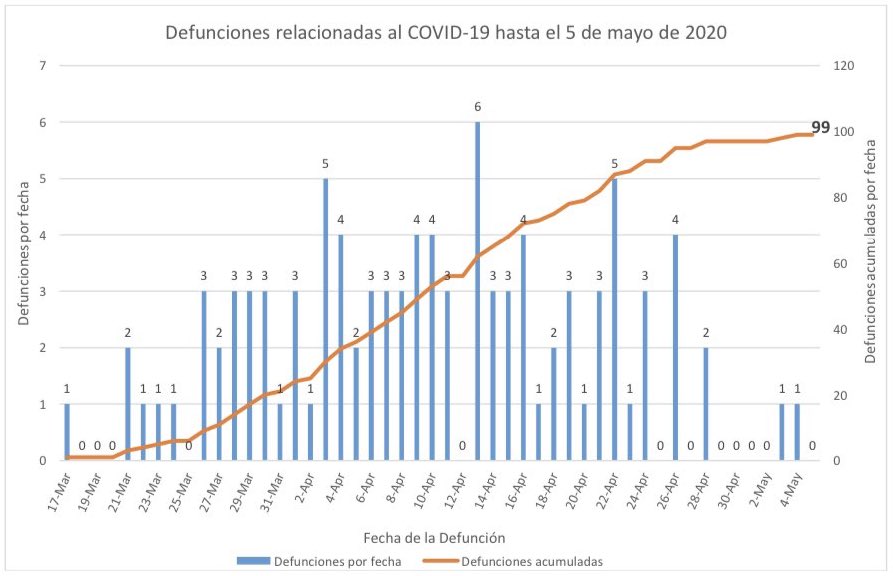 Defunciones relacionadas al COVID-19 hasta el 5 de mayo de 2020
Defunciones por fecha
7
6
5
4
3
2
1
0
1
0
0
0
2
1
1
1
0
3
2
3
3
3
1
3
1
5
4
2
3
3
3
4
4
3
0
6
3
3
4
1
2
3
1
3
5
1
3
0
4
0
2
0
0
0
0
1
1
0
99
120
100
80
60
40
20
0
Defunciones acumuladas por fecha
17-Mar
19-Mar
21-Mar
23-Mar
25-Mar
27-Mar
29-Mar
31-Mar
2-Apr
4-Apr
6-Apr
8-Apr
10-Apr
12-Apr
14-Apr
16-Apr
18-Apr
20-Apr
22-Apr
24-Apr
26-Apr
28-Apr
30-Apr
2-May
4-May
Fecha de la Defunción
Defunciones por fecha
Defunciones acumuladas